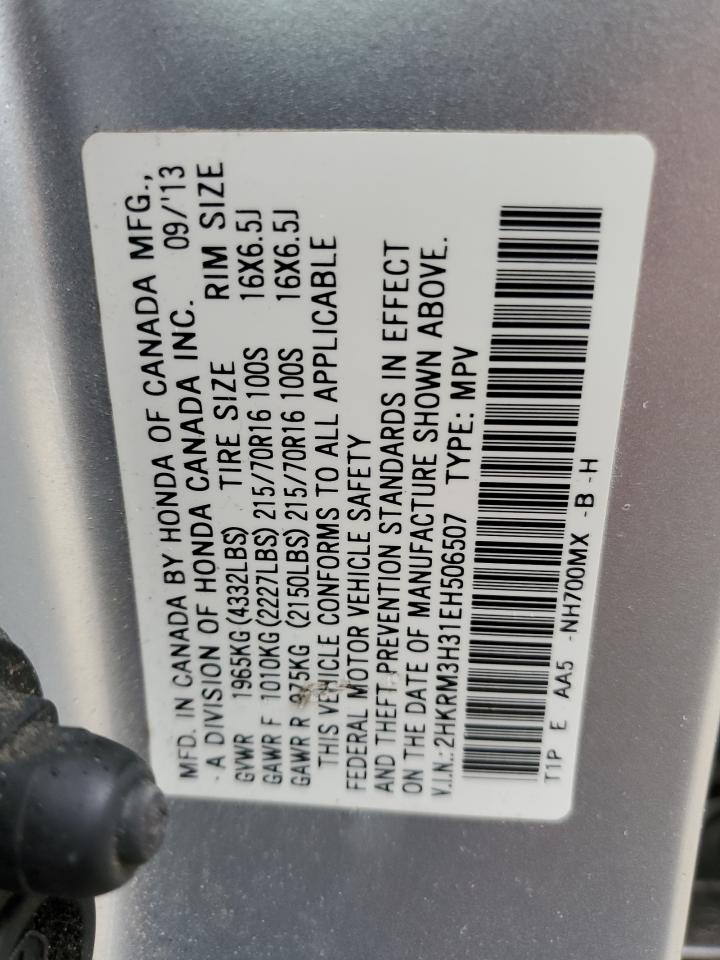 MFD. IN CANADA BY HONDA OF CANADA MFG.,
- A DIVISION OF HONDA CANADA INC. 09/'13
GVWR 1965KG (4332LBS) TIRE SIZE RIM SIZE
GAWR F 1010KG (2227LBS) 215/70R16 100S 16X6.5J
GAWR R 975KG (2150LBS) 215/70R16 100S 16X6.5J
THIS VEHICLE CONFORMS TO ALL APPLICABLE
FEDERAL MOTOR VEHICLE SAFETY
AND THEFT PREVENTION STANDARDS IN EFFECT
ON THE DATE OF MANUFACTURE SHOWN ABOVE.
V.I.N.: 2HKRM3H31EH506507 TYPE: MPV
T1P E AA5 -NH700MX -B -H